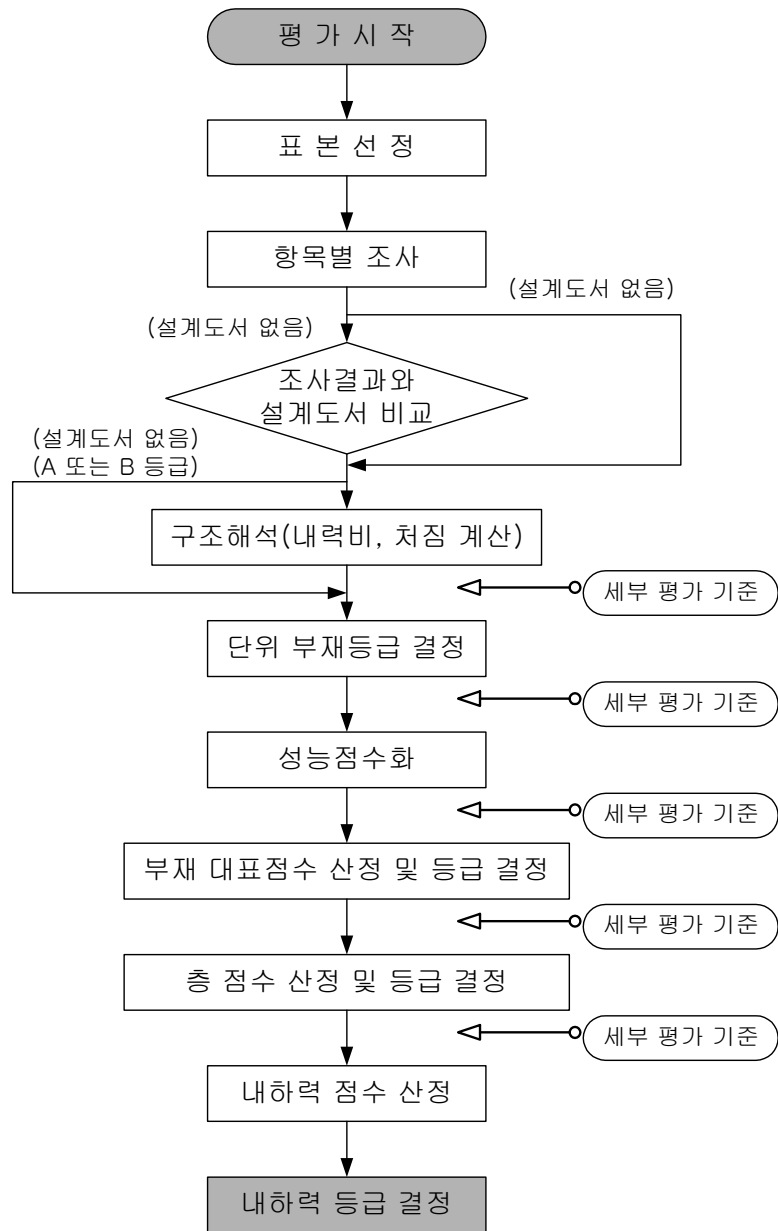 평 가 시 작
표 본 선 정
항목별 조사
(설계도서 없음)
(설계도서 없음)
조사결과와
설계도서 비교
(설계도서 없음)
(A 또는 B 등급)
구조해석(내력비, 처짐 계산)
세부 평가 기준
단위 부재등급 결정
세부 평가 기준
성능점수화
세부 평가 기준
부재 대표점수 산정 및 등급 결정
세부 평가 기준
층 점수 산정 및 등급 결정
세부 평가 기준
내하력 점수 산정
내하력 등급 결정